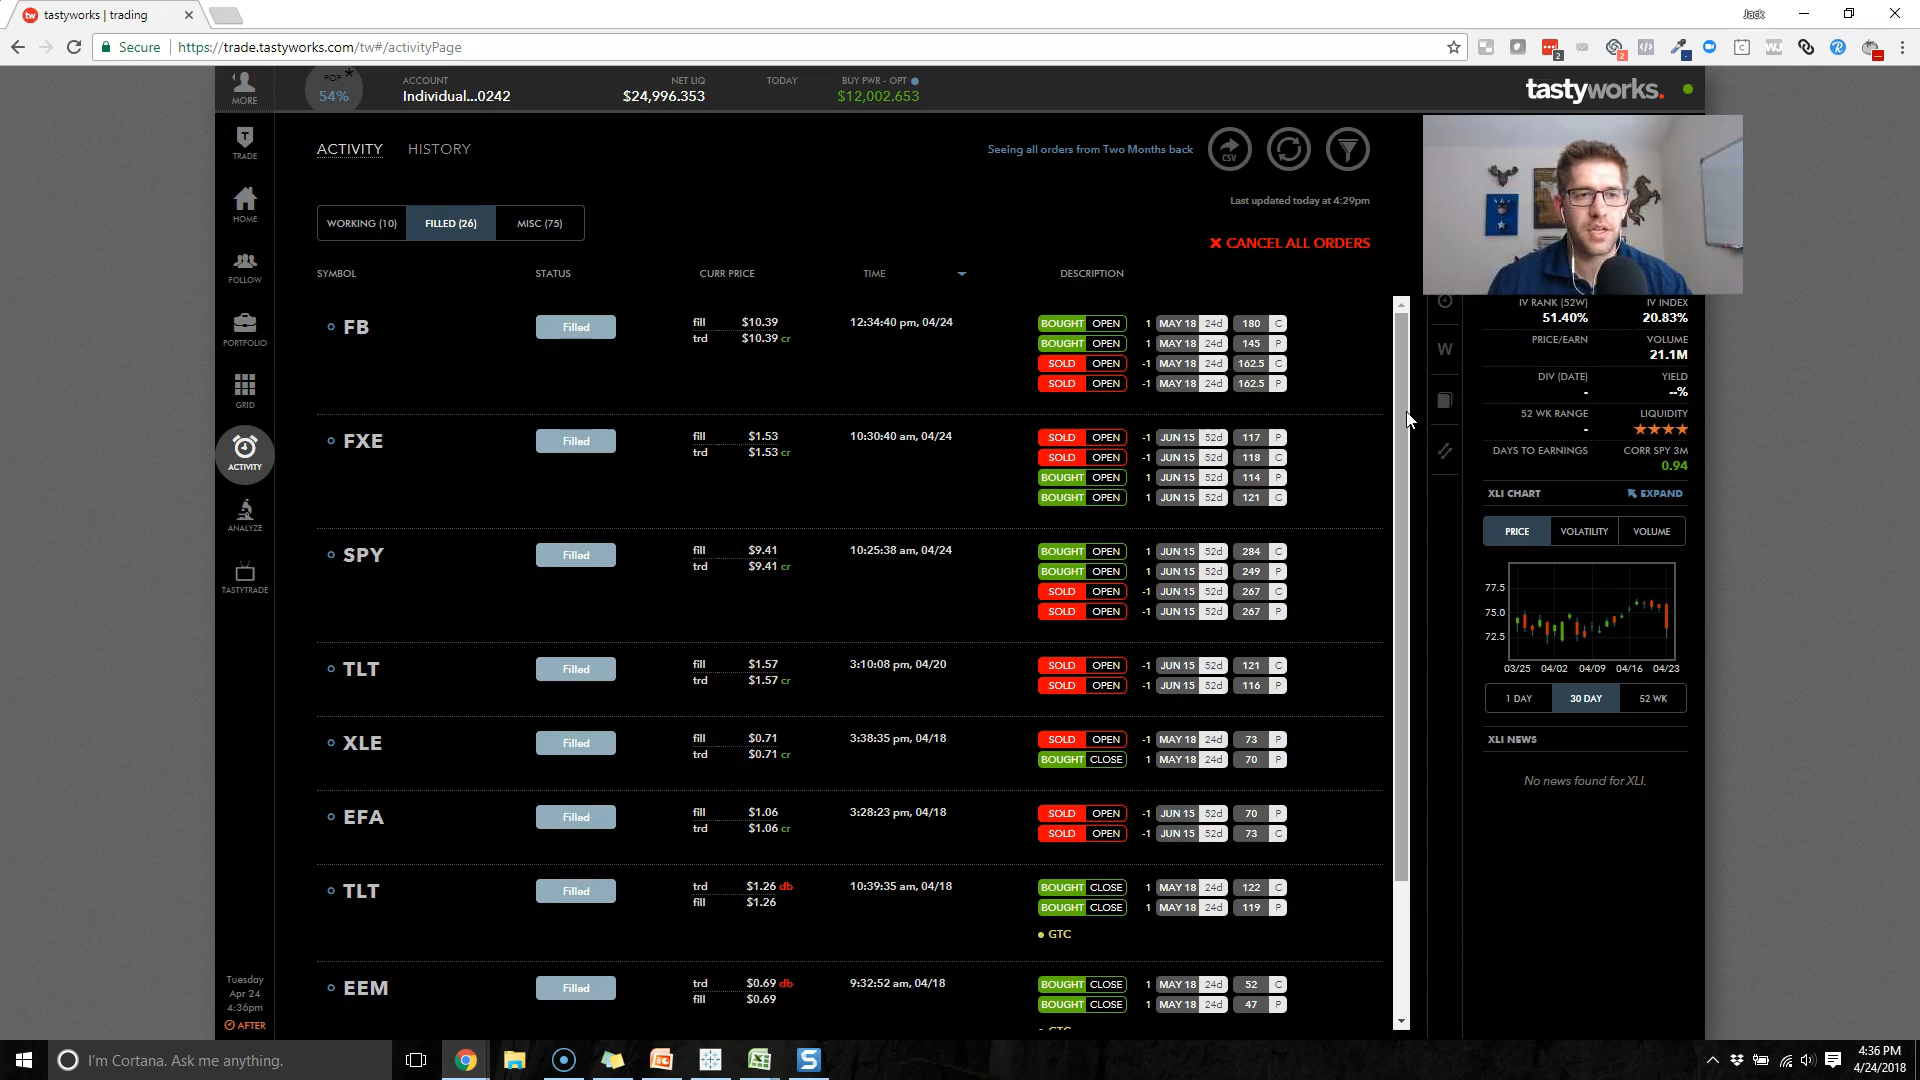 tw tastyworks | trading
Jack
Secure https://trade.tastyworks.com/tw#/activityPage
MORE
POP
54%
ACCOUNT
Individual...0242
NET LIQ
$24,996.353
TODAY
BUY PWR - OPT
$12,002.653
tastyworks.
TRADE
HOME
FOLLOW
PORTFOLIO
GRID
ACTIVITY
ANALYZE
TASTYTRADE
Tuesday
Apr 24
4:36pm
AFTER
ACTIVITY HISTORY
Seeing all orders from Two Months back
CSV
Last updated today at 4:29pm
WORKING (10) FILLED (26) MISC (75)
CANCEL ALL ORDERS
SYMBOL STATUS CURR PRICE TIME DESCRIPTION
FB Filled fill $10.39 12:34:40 pm, 04/24 BOUGHT OPEN 1 MAY 18 24d 180 C
trd $10.39 cr BOUGHT OPEN 1 MAY 18 24d 145 P
SOLD OPEN -1 MAY 18 24d 162.5 C
SOLD OPEN -1 MAY 18 24d 162.5 P
FXE Filled fill $1.53 10:30:40 am, 04/24 SOLD OPEN -1 JUN 15 52d 117 P
trd $1.53 cr SOLD OPEN -1 JUN 15 52d 118 C
BOUGHT OPEN 1 JUN 15 52d 114 P
BOUGHT OPEN 1 JUN 15 52d 121 C
SPY Filled fill $9.41 10:25:38 am, 04/24 BOUGHT OPEN 1 JUN 15 52d 284 C
trd $9.41 cr BOUGHT OPEN 1 JUN 15 52d 249 P
SOLD OPEN -1 JUN 15 52d 267 C
SOLD OPEN -1 JUN 15 52d 267 P
TLT Filled fill $1.57 3:10:08 pm, 04/20 SOLD OPEN -1 JUN 15 52d 121 C
trd $1.57 cr SOLD OPEN -1 JUN 15 52d 116 P
XLE Filled fill $0.71 3:38:35 pm, 04/18 SOLD OPEN -1 MAY 18 24d 73 P
trd $0.71 cr BOUGHT CLOSE 1 MAY 18 24d 70 P
EFA Filled fill $1.06 3:28:23 pm, 04/18 SOLD OPEN -1 JUN 15 52d 70 P
trd $1.06 cr SOLD OPEN -1 JUN 15 52d 73 C
TLT Filled trd $1.26 db 10:39:35 am, 04/18 BOUGHT CLOSE 1 MAY 18 24d 122 C
fill $1.26 BOUGHT CLOSE 1 MAY 18 24d 119 P
GTC
EEM Filled trd $0.69 db 9:32:52 am, 04/18 BOUGHT CLOSE 1 MAY 18 24d 52 C
fill $0.69 BOUGHT CLOSE 1 MAY 18 24d 47 P
GTC
W
IV RANK (52W) IV INDEX
51.40% 20.83%
PRICE/EARN VOLUME
21.1M
DIV (DATE) YIELD
- --%
52 WK RANGE LIQUIDITY
-
DAYS TO EARNINGS CORR SPY 3M
0.94
XLI CHART EXPAND
PRICE VOLATILITY VOLUME
77.5
75.0
72.5
03/25 04/02 04/09 04/16 04/23
1 DAY 30 DAY 52 WK
XLI NEWS
No news found for XLI.
I'm Cortana. Ask me anything.
4:36 PM
4/24/2018